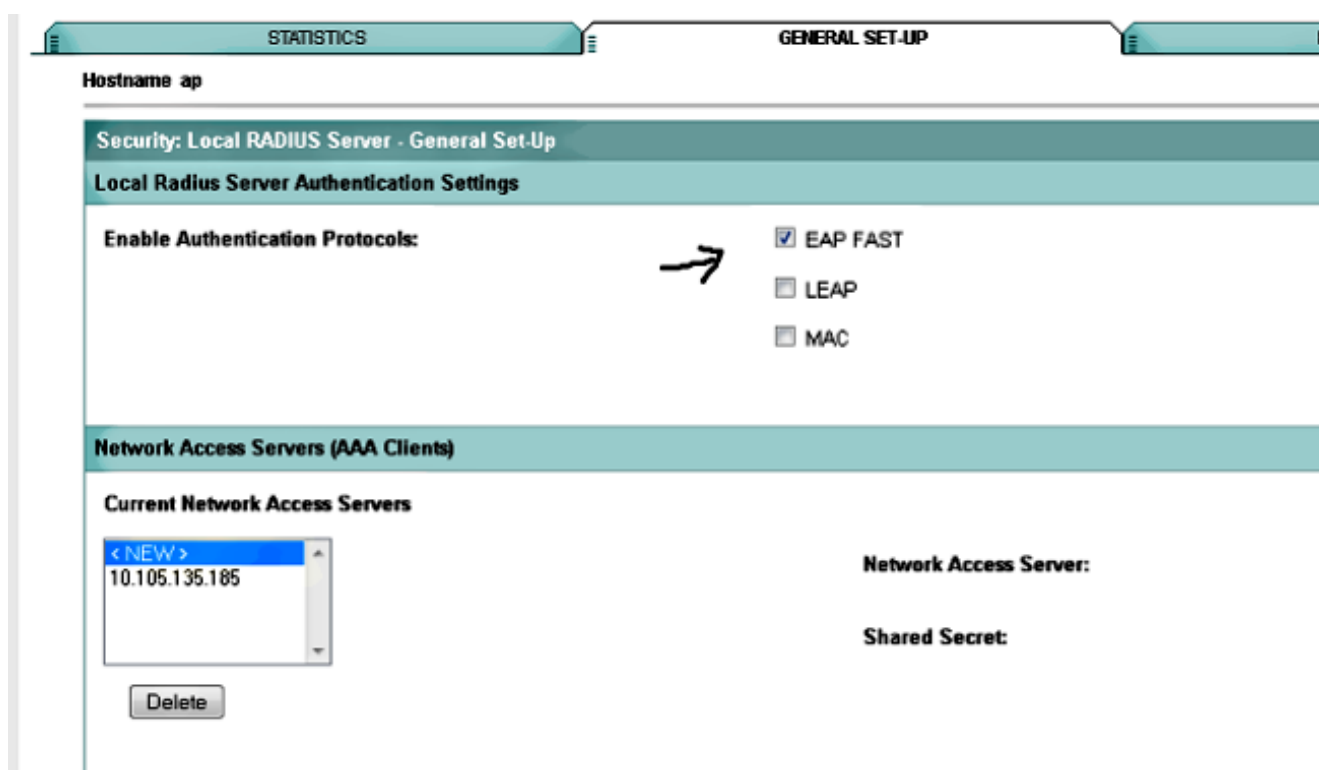 STATISTICS GENERAL SET-UP
Hostname ap
Security: Local RADIUS Server - General Set-Up
Local Radius Server Authentication Settings
Enable Authentication Protocols: EAP FAST
LEAP
MAC
Network Access Servers (AAA Clients)
Current Network Access Servers
< NEW >
10.105.135.185
Network Access Server:
Shared Secret:
Delete